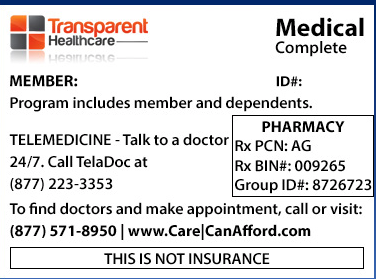 Transparent
Healthcare
Medical
Complete
MEMBER: ID#:
Program includes member and dependents.
TELEMEDICINE - Talk to a doctor
24/7. Call TelaDoc at
(877) 223-3353
PHARMACY
Rx PCN: AG
Rx BIN#: 009265
Group ID#: 8726723
To find doctors and make appointment, call or visit:
(877) 571-8950 | www.Care|CanAfford.com
THIS IS NOT INSURANCE